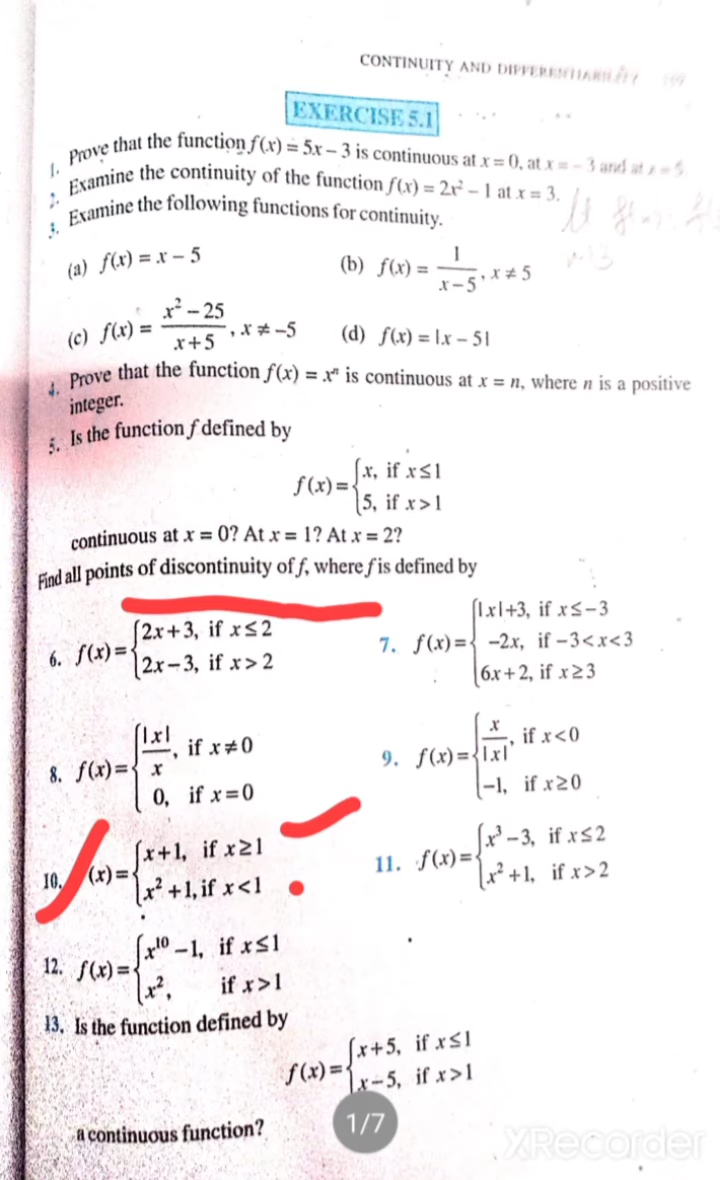 CONTINUITY AND DIFFERENTIABILITY
EXERCISE 5.1
1. Prove that the function f(x) = 5x – 3 is continuous at x = 0, at x = – 3 and at x = 5
2. Examine the continuity of the function f(x) = 2x² – 1 at x = 3.
3. Examine the following functions for continuity.
(a) f(x) = x – 5 (b) f(x) = 1/(x–5), x ≠ 5
(c) f(x) = (x² – 25)/(x+5), x ≠ –5 (d) f(x) = |x – 5|
4. Prove that the function f(x) = xⁿ is continuous at x = n, where n is a positive
integer.
5. Is the function f defined by
f(x) = {x, if x≤1
5, if x>1
continuous at x = 0? At x = 1? At x = 2?
Find all points of discontinuity of f, where f is defined by
6. f(x) = {2x+3, if x≤2
2x–3, if x>2
7. f(x) = {|x|+3, if x≤–3
–2x, if –3<x<3
6x+2, if x≥3
8. f(x) = {|x|/x, if x≠0
0, if x=0
9. f(x) = {x/|x|, if x<0
–1, if x≥0
10. (x) = {x+1, if x≥1
x²+1, if x<1
11. f(x) = {x³–3, if x≤2
x²+1, if x>2
12. f(x) = {x¹⁰–1, if x≤1
x², if x>1
13. Is the function defined by
f(x) = {x+5, if x≤1
x–5, if x>1
a continuous function?
1/7
XRecorder